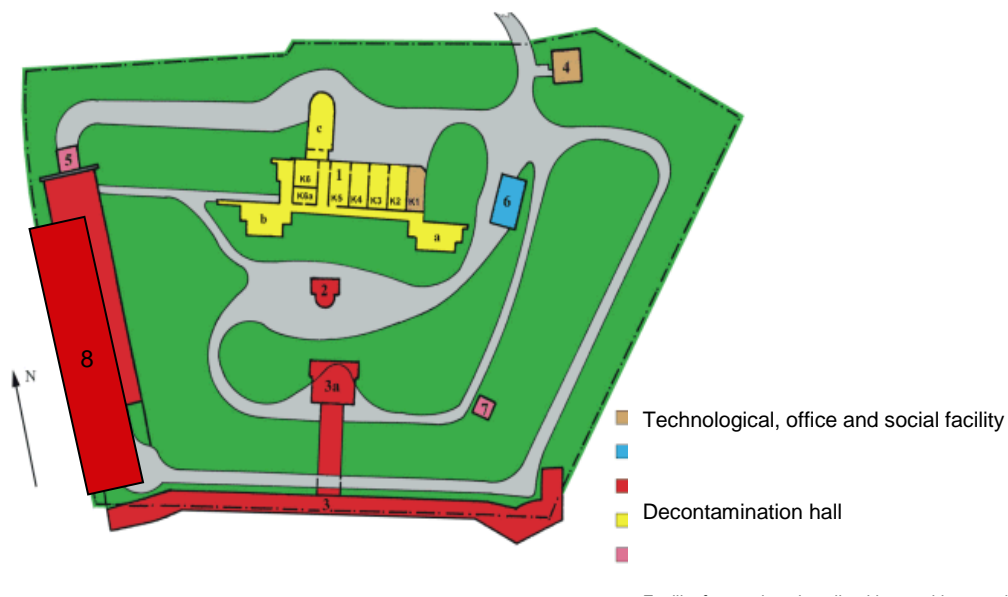 4
c
5
K6
1
K6a
K5
K4
K3
K2
K1
6
b
a
2
8
N
3a
7
Technological, office and social facility
3
Decontamination hall